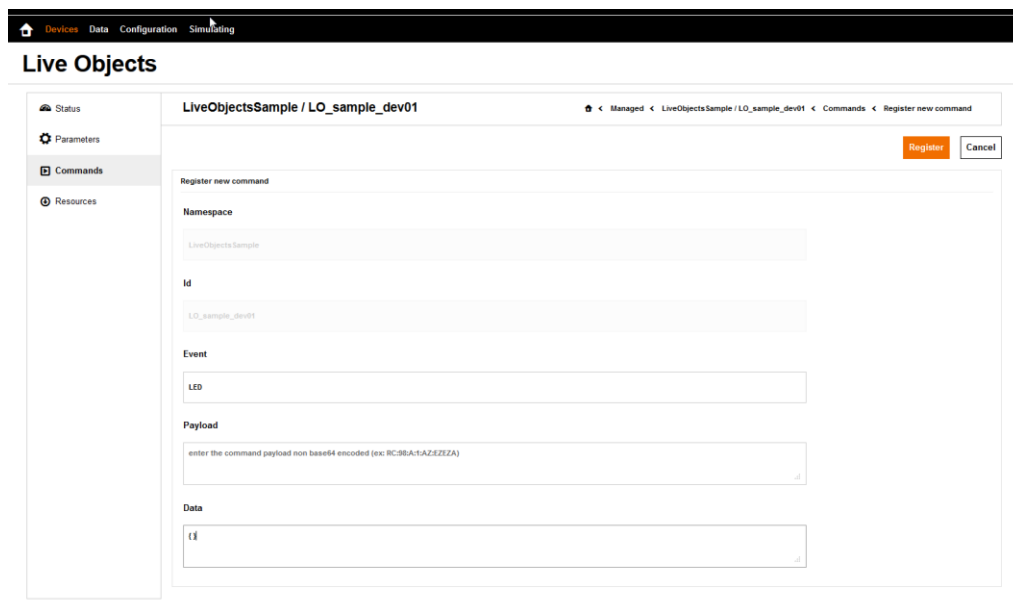 Devices Data Configuration Simulating
Live Objects
Status
Parameters
Commands
Resources
LiveObjectsSample / LO_sample_dev01
< Managed < LiveObjectsSample / LO_sample_dev01 < Commands < Register new command
Register Cancel
Register new command
Namespace
LiveObjectsSample
Id
LO_sample_dev01
Event
LED
Payload
enter the command payload non base64 encoded (ex: RC:98:A:1:AZ:EZEZA)
Data
{}